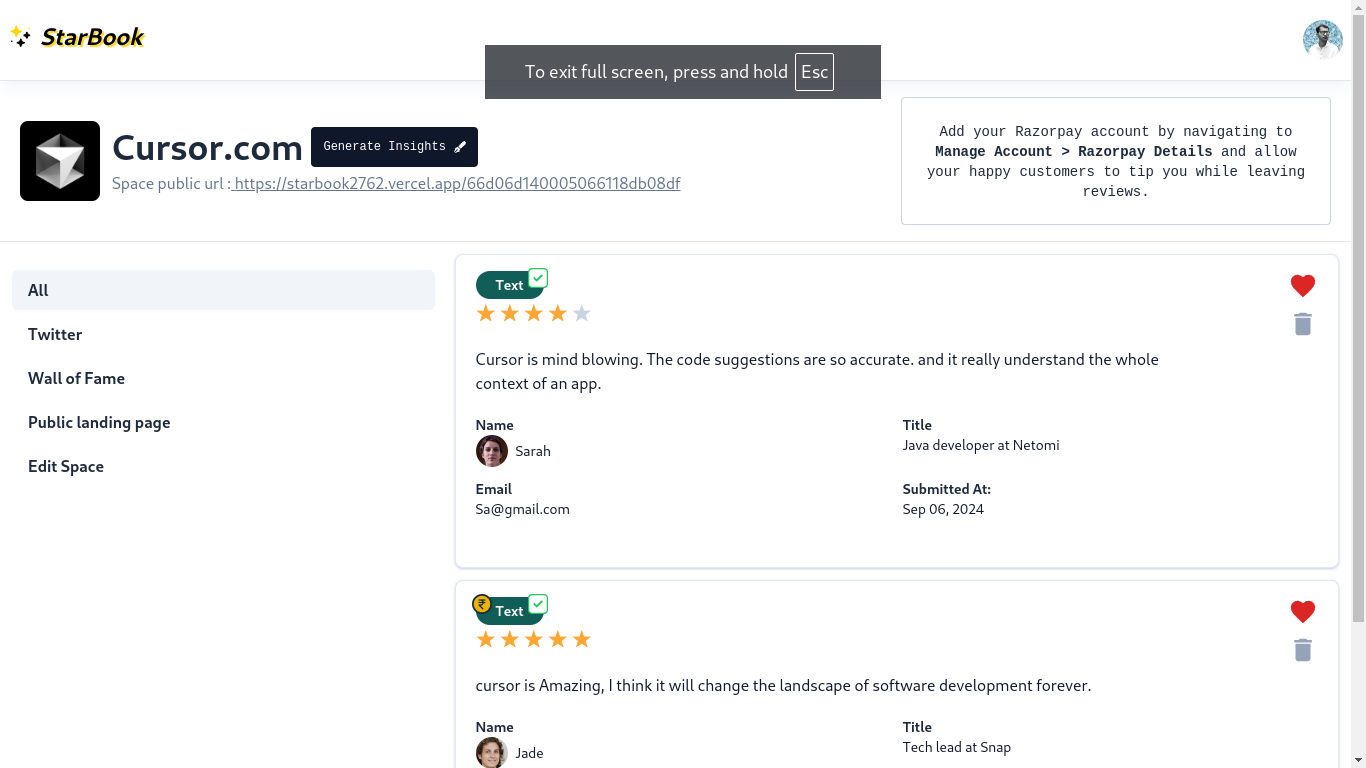 StarBook
To exit full screen, press and hold Esc
Cursor.com
Generate Insights
Space public url : https://starbook2762.vercel.app/66d06d140005066118db08df
Add your Razorpay account by navigating to
Manage Account > Razorpay Details and allow
your happy customers to tip you while leaving
reviews.
All
Twitter
Wall of Fame
Public landing page
Edit Space
Text
Cursor is mind blowing. The code suggestions are so accurate. and it really understand the whole
context of an app.
Name
Sarah
Title
Java developer at Netomi
Email
Sa@gmail.com
Submitted At:
Sep 06, 2024
₹
Text
cursor is Amazing, I think it will change the landscape of software development forever.
Name
Jade
Title
Tech lead at Snap